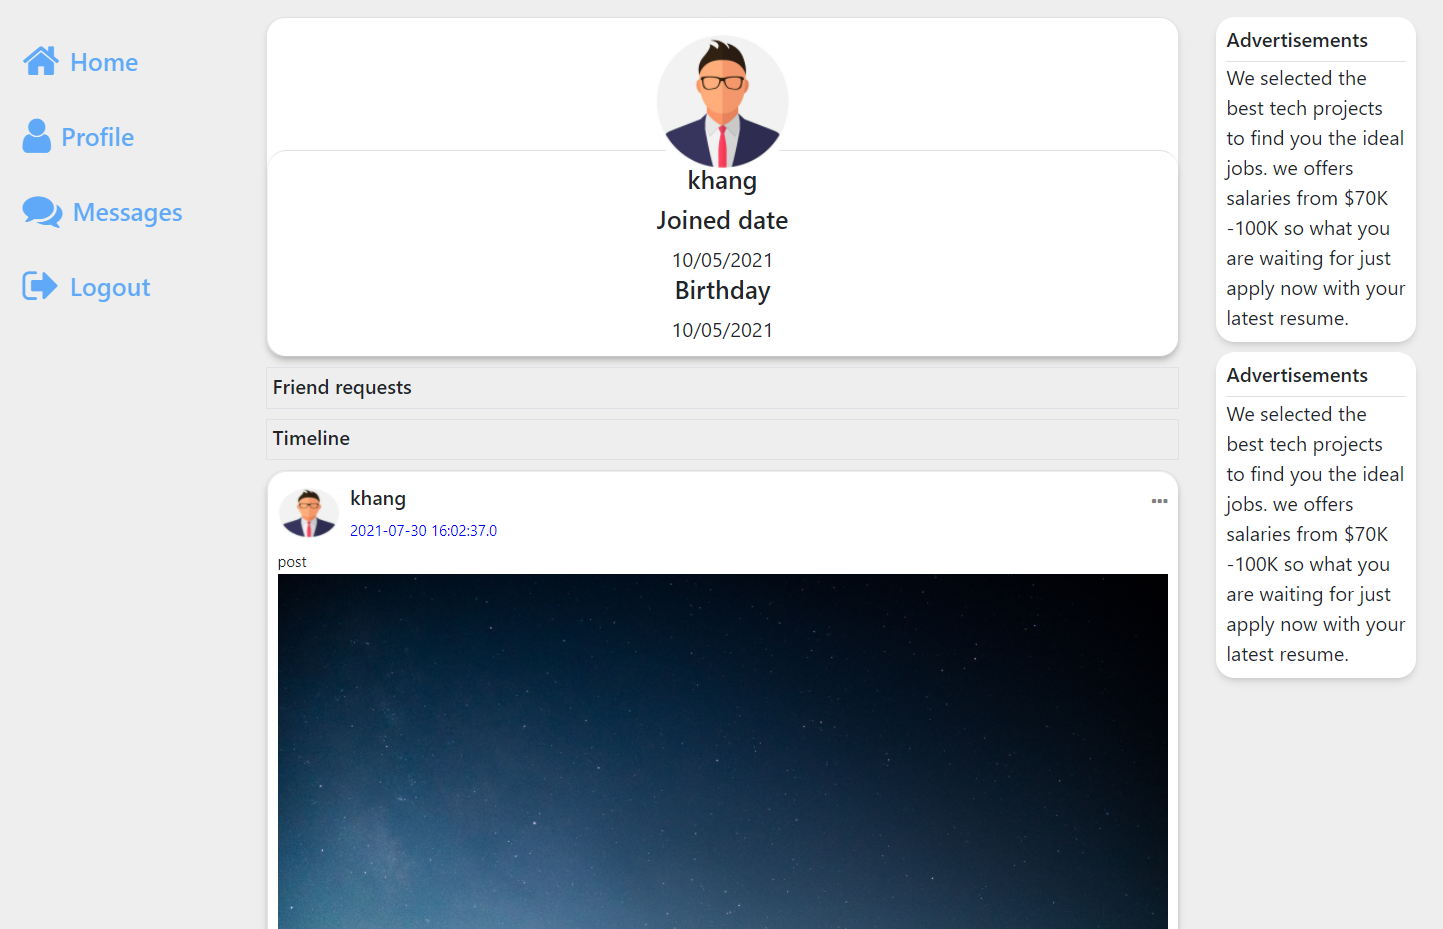 Home
Profile
Messages
Logout
khang
Joined date
10/05/2021
Birthday
10/05/2021
Friend requests
Timeline
khang
2021-07-30 16:02:37.0
post
Advertisements
We selected the
best tech projects
to find you the ideal
jobs. we offers
salaries from $70K
-100K so what you
are waiting for just
apply now with your
latest resume.
Advertisements
We selected the
best tech projects
to find you the ideal
jobs. we offers
salaries from $70K
-100K so what you
are waiting for just
apply now with your
latest resume.